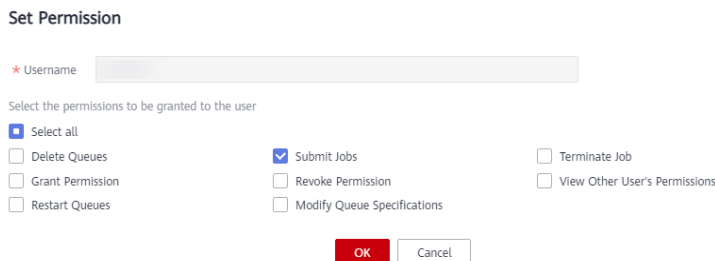 Set Permission
* Username
Select the permissions to be granted to the user
Select all
Delete Queues Submit Jobs Terminate Job
Grant Permission Revoke Permission View Other User's Permissions
Restart Queues Modify Queue Specifications
OK Cancel